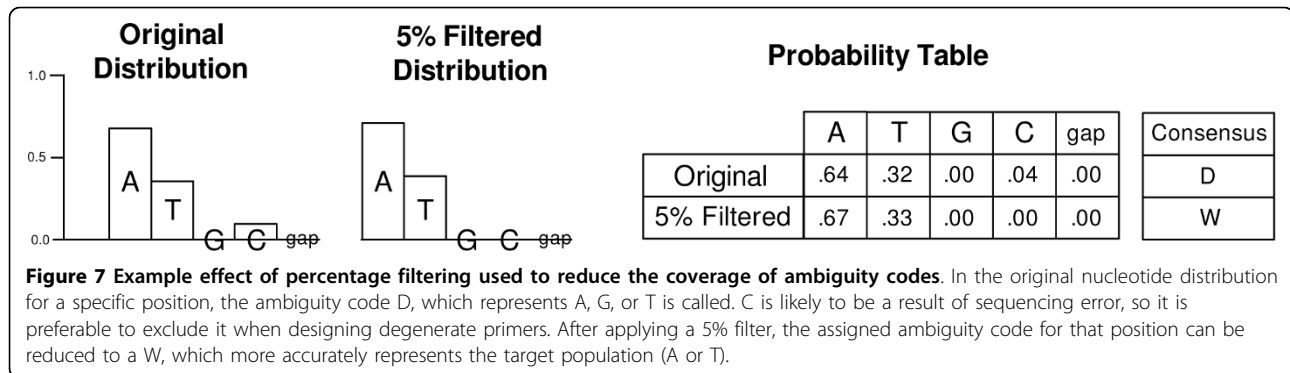 Original
Distribution
5% Filtered
Distribution
Probability Table
1.0
0.5
0.0
A
T
G
C
gap
A
T
G
C
gap
A T G C gap Consensus
Original .64 .32 .00 .04 .00 D
5% Filtered .67 .33 .00 .00 .00 W
Figure 7 Example effect of percentage filtering used to reduce the coverage of ambiguity codes. In the original nucleotide distribution
for a specific position, the ambiguity code D, which represents A, G, or T is called. C is likely to be a result of sequencing error, so it is
preferable to exclude it when designing degenerate primers. After applying a 5% filter, the assigned ambiguity code for that position can be
reduced to a W, which more accurately represents the target population (A or T).